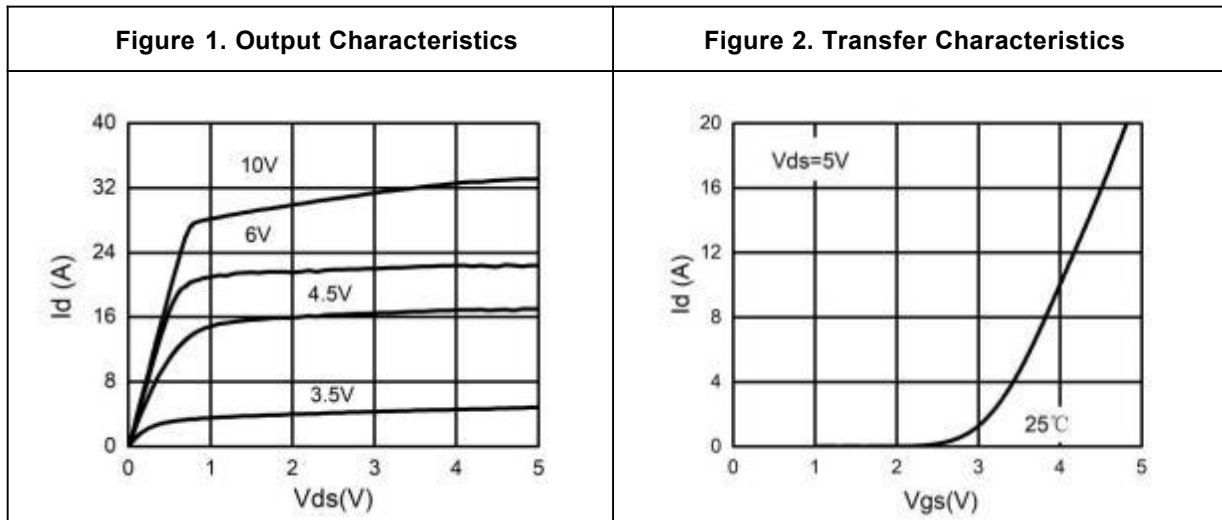 Figure 1. Output Characteristics
40
32
24
16
8
0
0 1 2 3 4 5
Id (A)
Vds(V)
10V
6V
4.5V
3.5V
Figure 2. Transfer Characteristics
20
16
12
8
4
0
0 1 2 3 4 5
Id (A)
Vgs(V)
Vds=5V
25℃